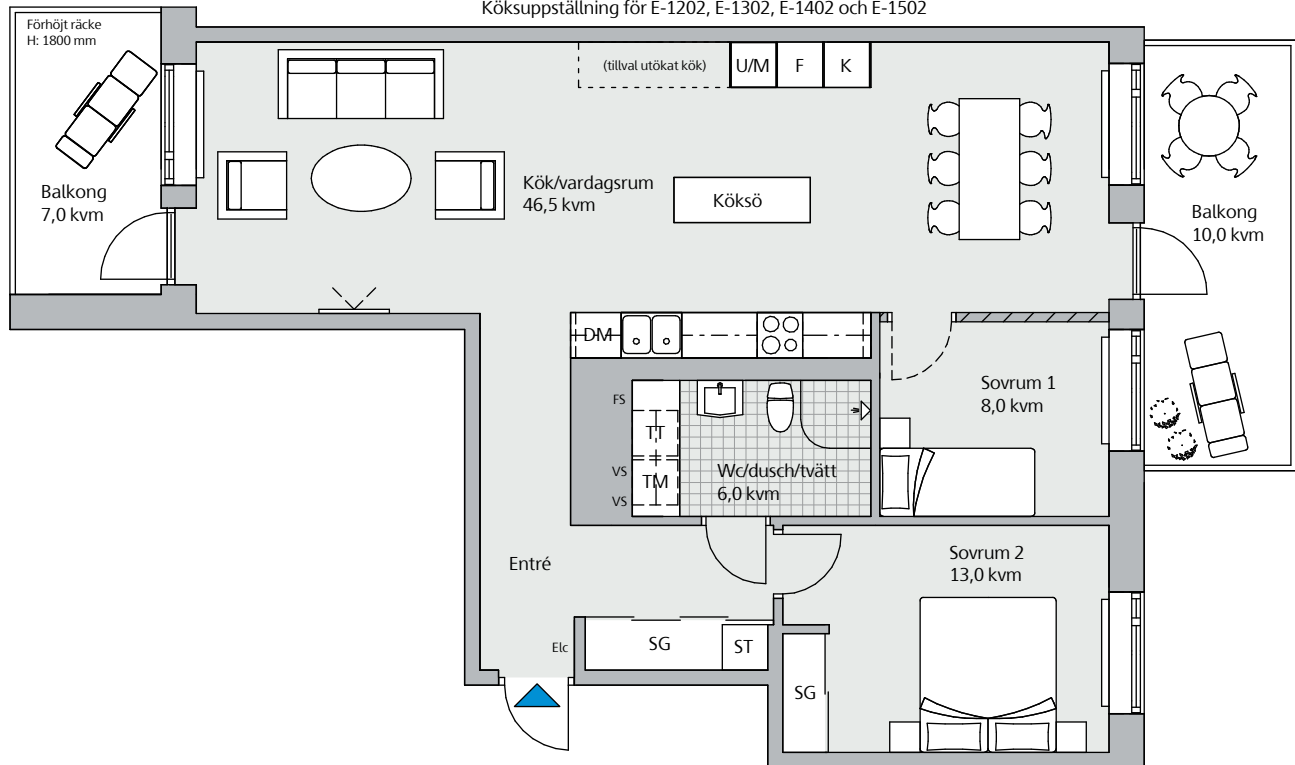 Köksuppställning för E-1202, E-1302, E-1402 och E-1502
Förhöjt räcke
H: 1800 mm
(tillval utökat kök)
U/M
F
K
Balkong
7,0 kvm
Kök/vardagsrum
46,5 kvm
Köksö
Balkong
10,0 kvm
DM
Sovrum 1
8,0 kvm
FS
TT
VS
TM
VS
Wc/dusch/tvätt
6,0 kvm
Entré
Sovrum 2
13,0 kvm
Elc
SG
ST
SG